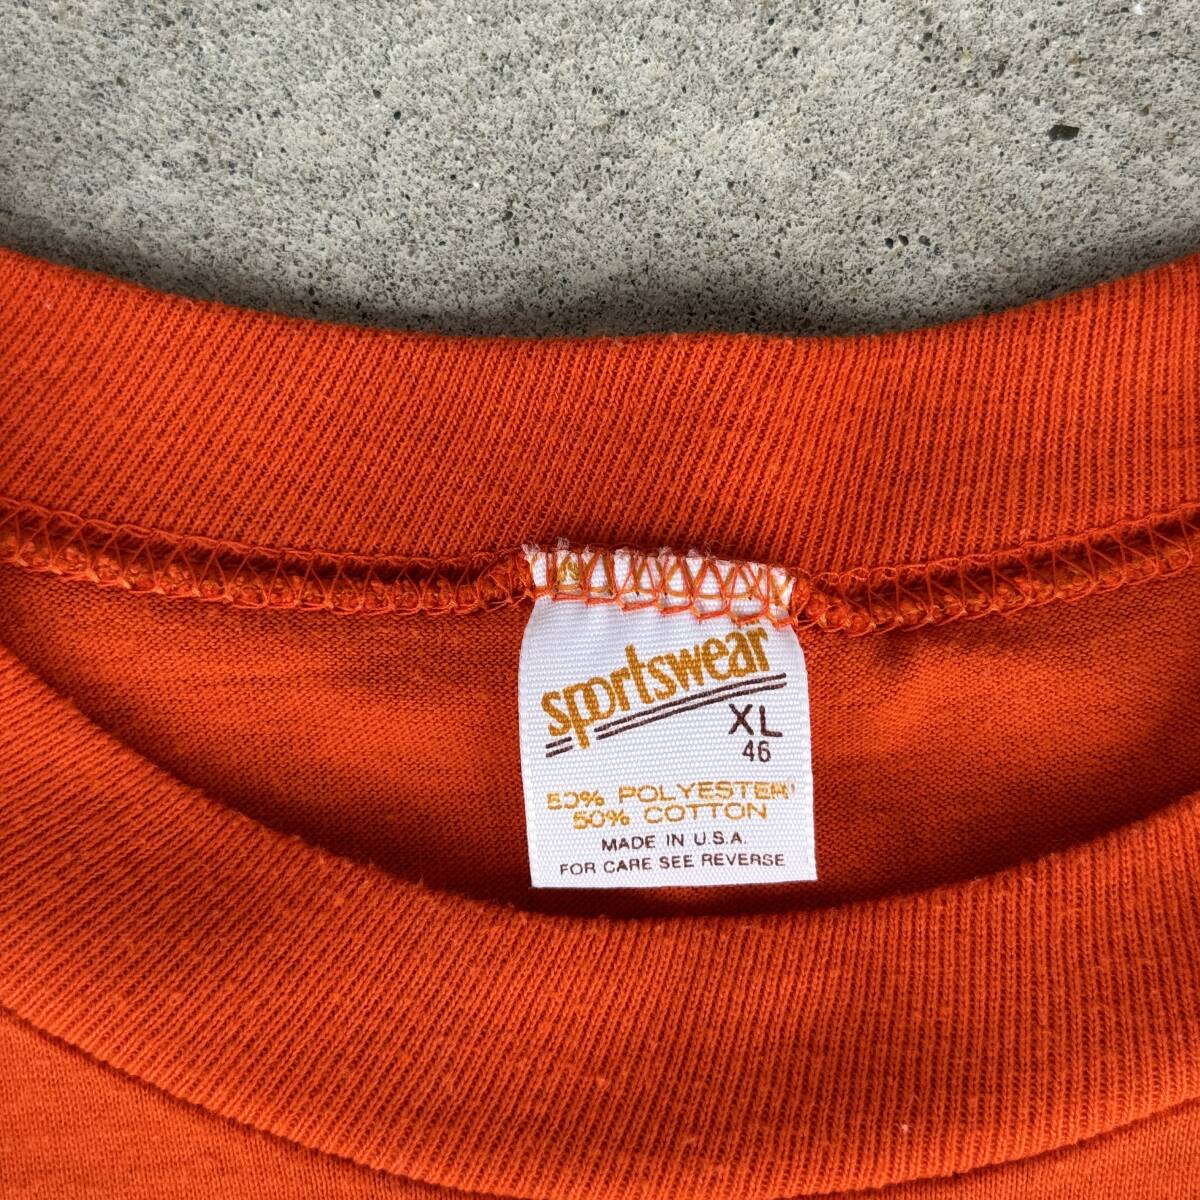 sportswear
XL
46
50% POLYESTER
50% COTTON
MADE IN U.S.A.
FOR CARE SEE REVERSE